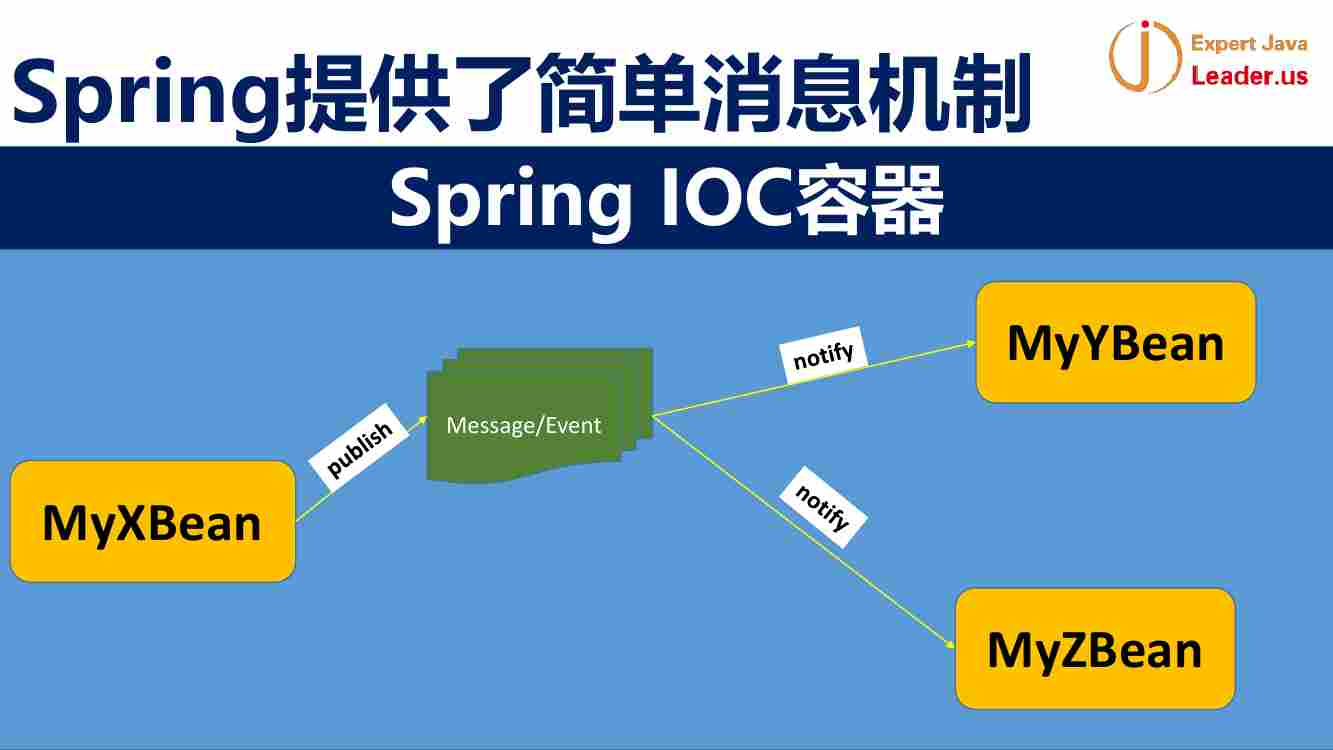 Spring提供了简单消息机制
Expert Java
Leader.us
Spring IOC容器
MyYBean
notify
Message/Event
publish
MyXBean
notify
MyZBean